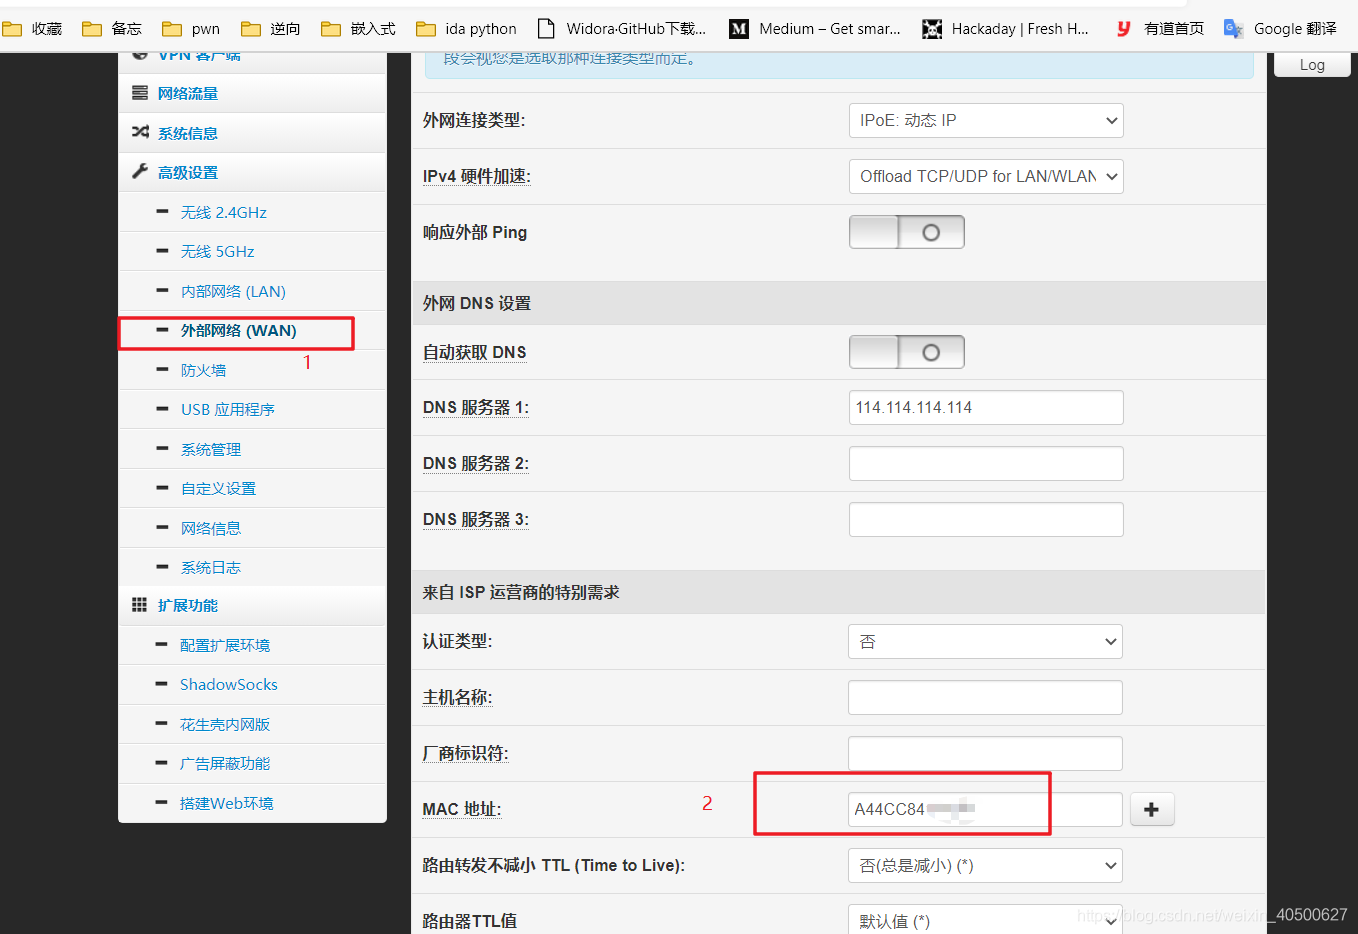 收藏
备忘
pwn
逆向
嵌入式
ida python
Widora·GitHub下载...
Medium – Get smar...
Hackaday | Fresh H...
有道首页
Google 翻译
VPN 客户端
网络流量
系统信息
高级设置
无线 2.4GHz
无线 5GHz
内部网络 (LAN)
外部网络 (WAN)
1
防火墙
USB 应用程序
系统管理
自定义设置
网络信息
系统日志
扩展功能
配置扩展环境
ShadowSocks
花生壳内网版
广告屏蔽功能
搭建Web环境
段会视您是选取那种连接类型而定。
Log
外网连接类型:
IPoE: 动态 IP
IPv4 硬件加速:
Offload TCP/UDP for LAN/WLAN
响应外部 Ping
外网 DNS 设置
自动获取 DNS
DNS 服务器 1:
114.114.114.114
DNS 服务器 2:
DNS 服务器 3:
来自 ISP 运营商的特别需求
认证类型:
否
主机名称:
厂商标识符:
MAC 地址:
2
A44CC84
路由转发不减小 TTL (Time to Live):
否(总是减小) (*)
路由器TTL值
默认值 (*)
https://blog.csdn.net/weixin_40500627